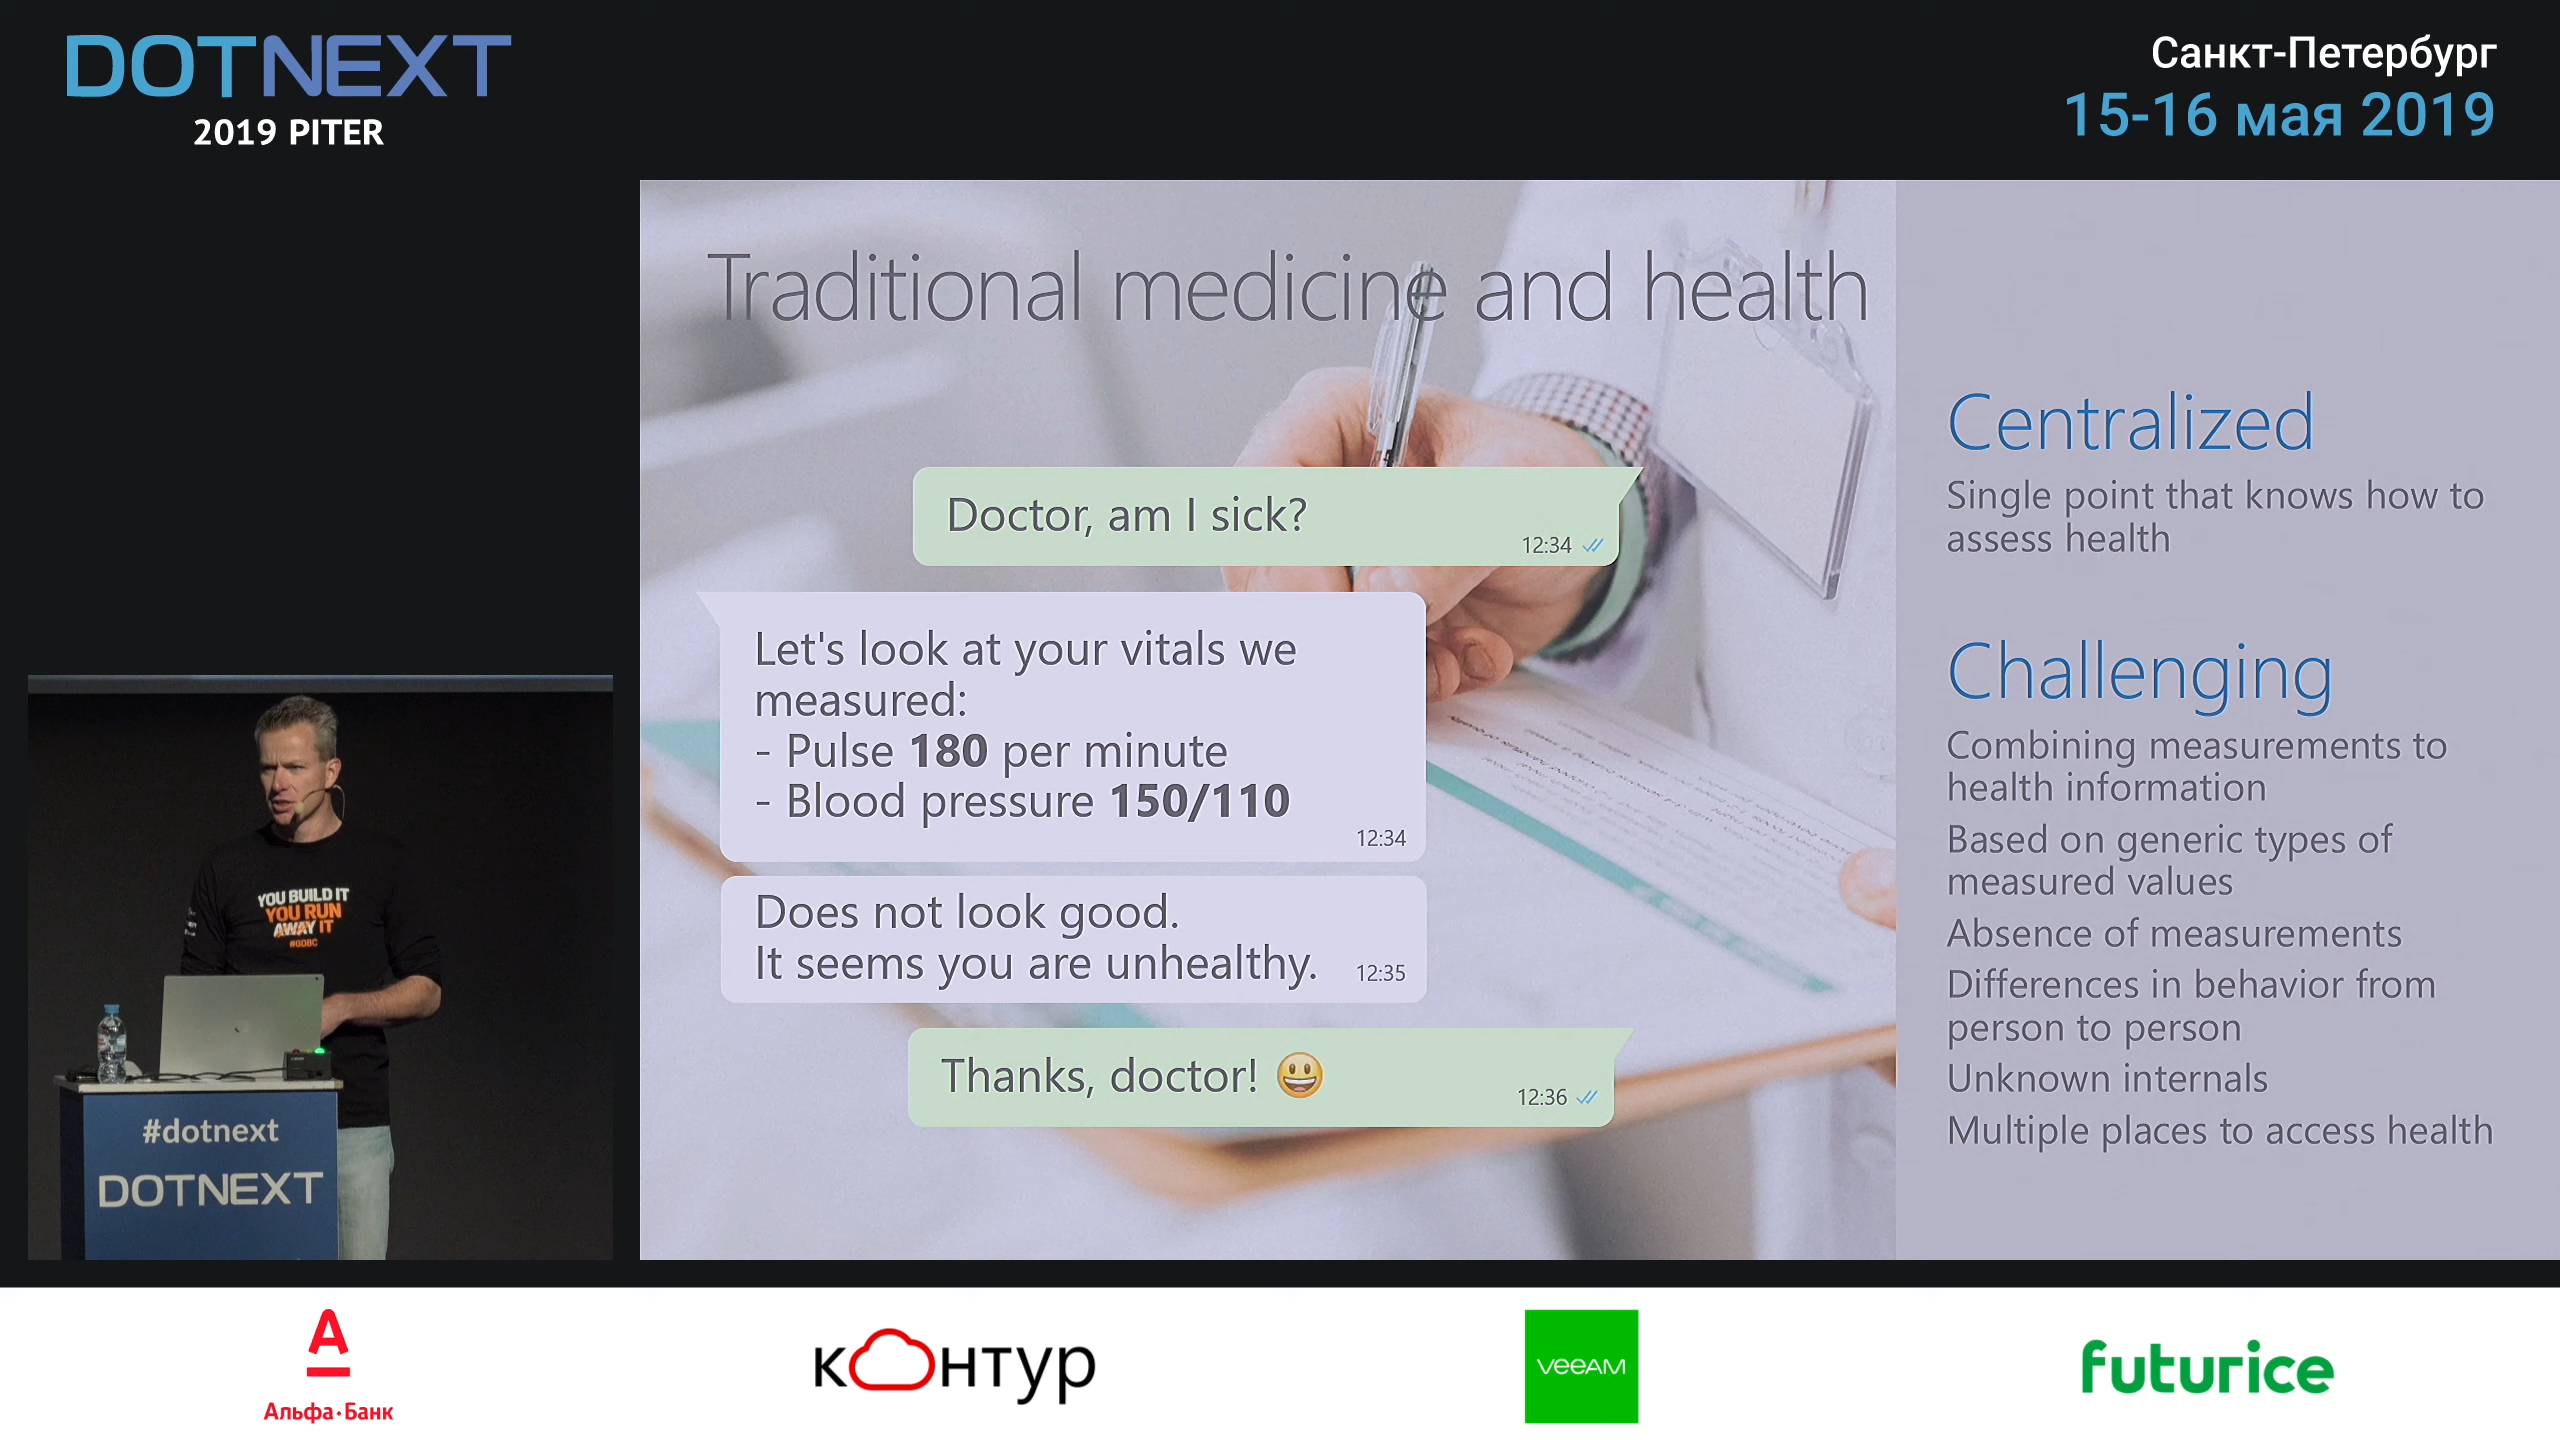 DOTNEXT
2019 PITER
Санкт-Петербург
15-16 мая 2019
Traditional medicine and health
Doctor, am I sick?
12:34
Let's look at your vitals we
measured:
- Pulse 180 per minute
- Blood pressure 150/110
12:34
Does not look good.
It seems you are unhealthy.
12:35
Thanks, doctor! 😃
12:36
Centralized
Single point that knows how to
assess health
Challenging
Combining measurements to
health information
Based on generic types of
measured values
Absence of measurements
Differences in behavior from
person to person
Unknown internals
Multiple places to access health
YOU BUILD IT
YOU RUN
AWAY IT
#GDBC
#dotnext
DOTNEXT
А
Альфа·Банк
контур
veeam
futurice